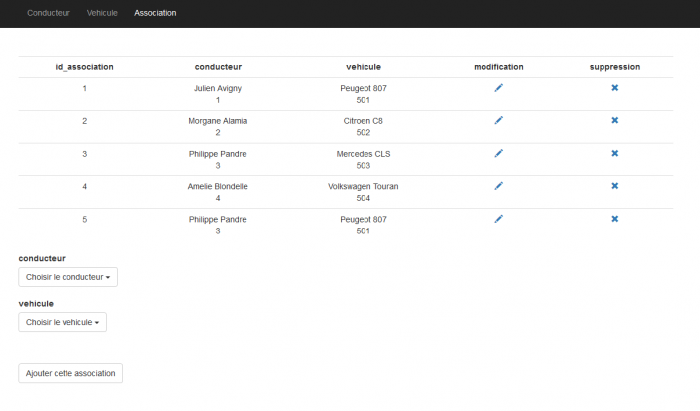 Conducteur Vehicule Association
id_association conducteur vehicule modification suppression
1 Julien Avigny Peugeot 807
1 501
2 Morgane Alamia Citroen C8
2 502
3 Philippe Pandre Mercedes CLS
3 503
4 Amelie Blondelle Volkswagen Touran
4 504
5 Philippe Pandre Peugeot 807
3 501
conducteur
Choisir le conducteur
vehicule
Choisir le vehicule
Ajouter cette association